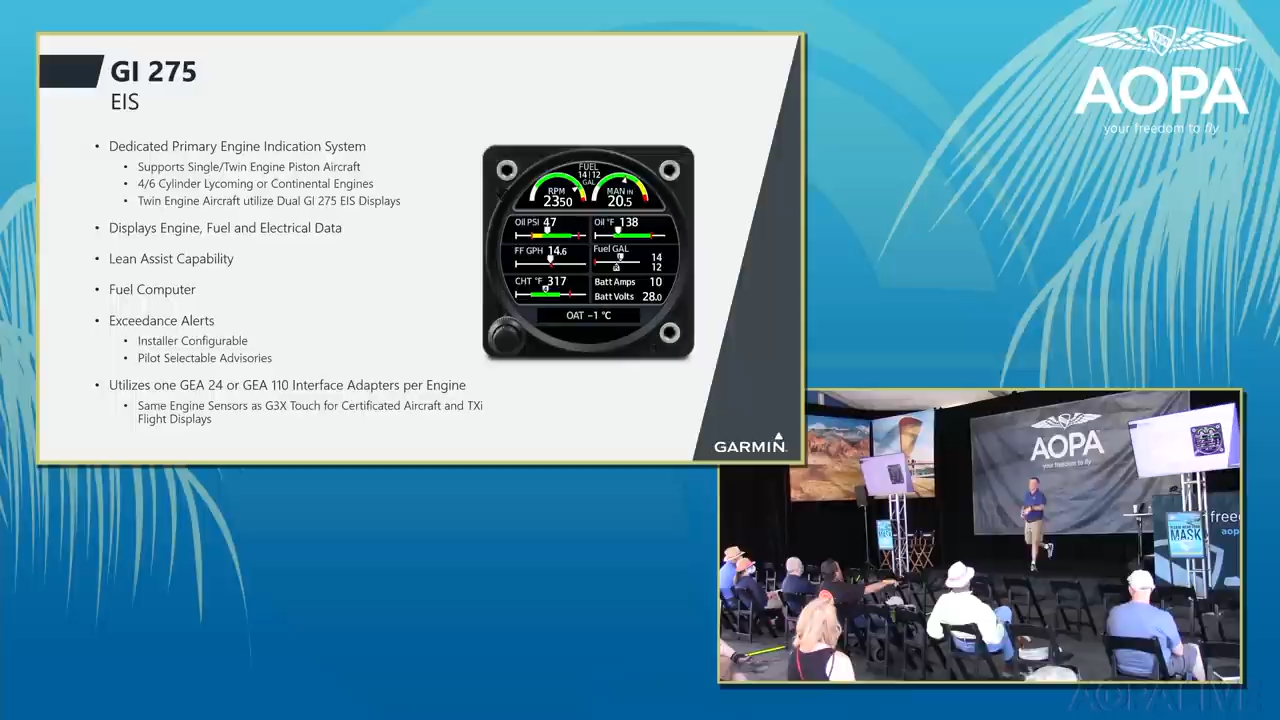 GI 275
EIS
• Dedicated Primary Engine Indication System
• Supports Single/Twin Engine Piston Aircraft
• 4/6 Cylinder Lycoming or Continental Engines
• Twin Engine Aircraft utilize Dual GI 275 EIS Displays
• Displays Engine, Fuel and Electrical Data
• Lean Assist Capability
• Fuel Computer
• Exceedance Alerts
• Installer Configurable
• Pilot Selectable Advisories
• Utilizes one GEA 24 or GEA 110 Interface Adapters per Engine
• Same Engine Sensors as G3X Touch for Certificated Aircraft and TXi
Flight Displays
FUEL
14|12
GAL
RPM
2350
MAN IN
20.5
Oil PSI 47
Oil °F 138
FF GPH 14.6
Fuel GAL
14
12
CHT °F 317
Batt Amps 10
Batt Volts 28.0
OAT -1 °C
GARMIN
AOPA
your freedom to fly
AOPA
your freedom to fly
free
aop
MASK
AOPA LIVE